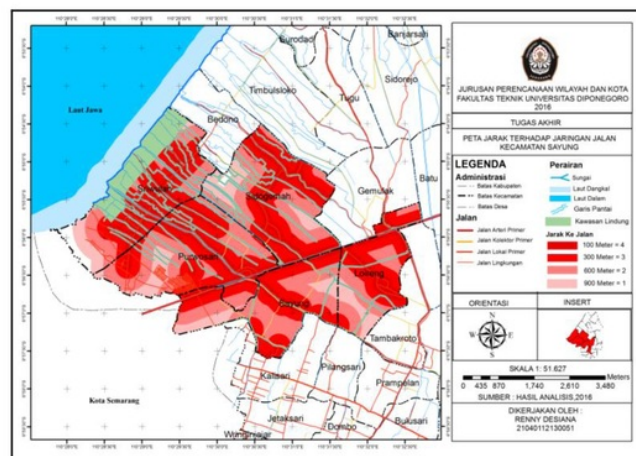 Laut Jawa
Kota Semarang
Surodadi
Banjarsari
Timbulsloko
Tugu
Sidorejo
Bedono
Gemulak
Batu
Sriwulan
Sidogemah
Purwosari
Loireng
Sayung
Tambakroto
Kalisari
Pilangsari
Prampelan
Jetaksari
Dombo
Bulusari
Wonginjajar
JURUSAN PERENCANAAN WILAYAH DAN KOTA
FAKULTAS TEKNIK UNIVERSITAS DIPONEGORO
2016
TUGAS AKHIR
PETA JARAK TERHADAP JARINGAN JALAN
KECAMATAN SAYUNG
LEGENDA
Administrasi
Batas Kabupaten
Batas Kecamatan
Batas Desa
Jalan
Jalan Arteri Primer
Jalan Kolektor Primer
Jalan Lokal Primer
Jalan Lingkungan
Perairan
Sungai
Laut Dangkal
Laut Dalam
Garis Pantai
Kawasan Lindung
Jarak Ke Jalan
100 Meter = 4
300 Meter = 3
600 Meter = 2
900 Meter = 1
ORIENTASI
N
W E
S
INSERT
SKALA 1: 51.627
Meters
0 435 870 1,740 2,610 3,480
SUMBER : HASIL ANALISIS,2016
DIKERJAKAN OLEH :
RENNY DESIANA
21040112130051